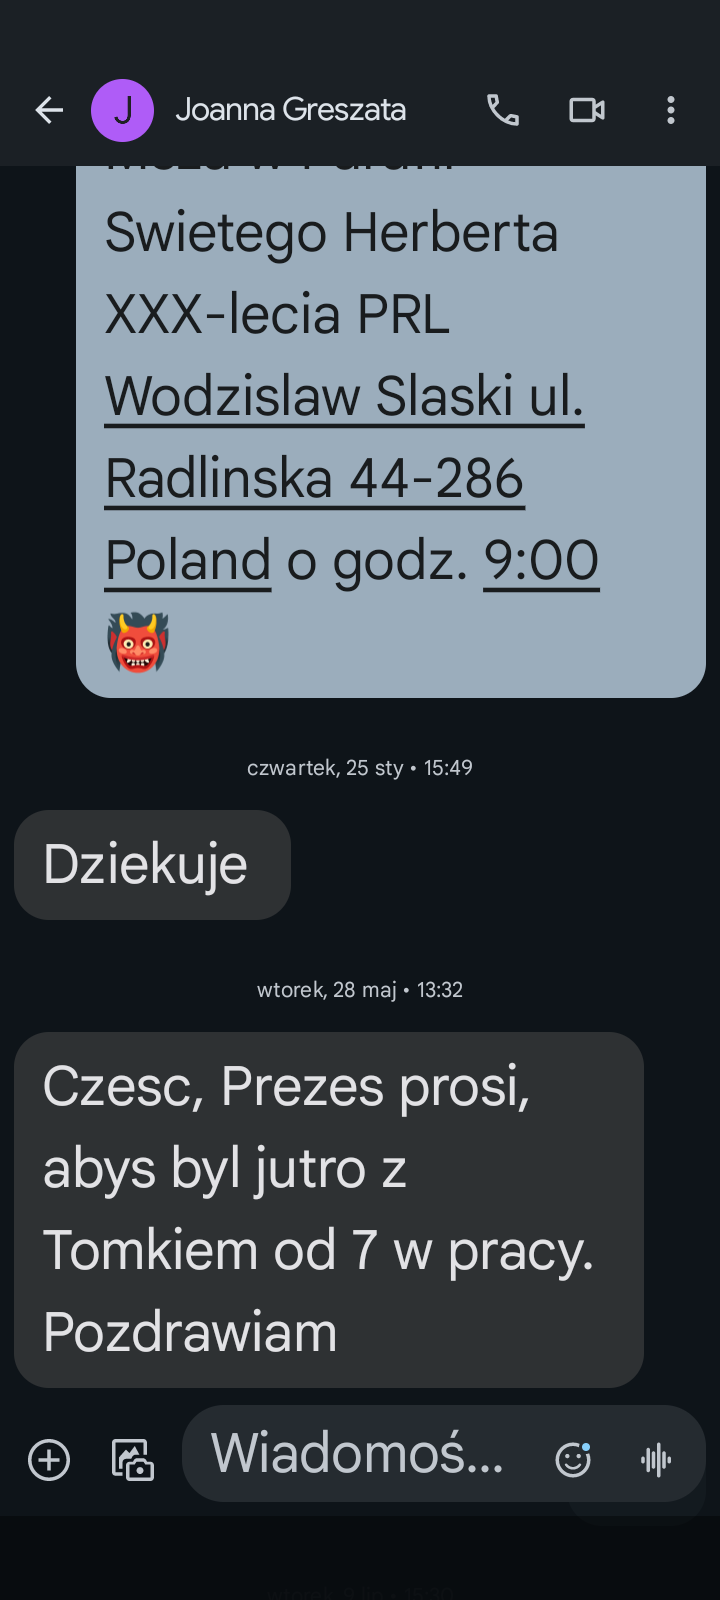 J
Joanna Greszata
Swietego Herberta
XXX-lecia PRL
Wodzislaw Slaski ul.
Radlinska 44-286
Poland o godz. 9:00
👹
czwartek, 25 sty • 15:49
Dziekuje
wtorek, 28 maj • 13:32
Czesc, Prezes prosi,
abys byl jutro z
Tomkiem od 7 w pracy.
Pozdrawiam
Wiadomoś...